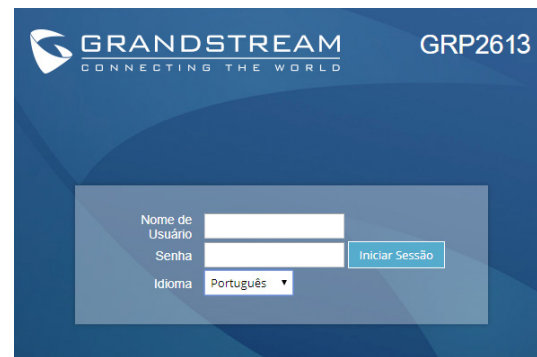 GRANDSTREAM
CONNECTING THE WORLD
GRP2613
Nome de
Usuário
Senha
Iniciar Sessão
Idioma
Português